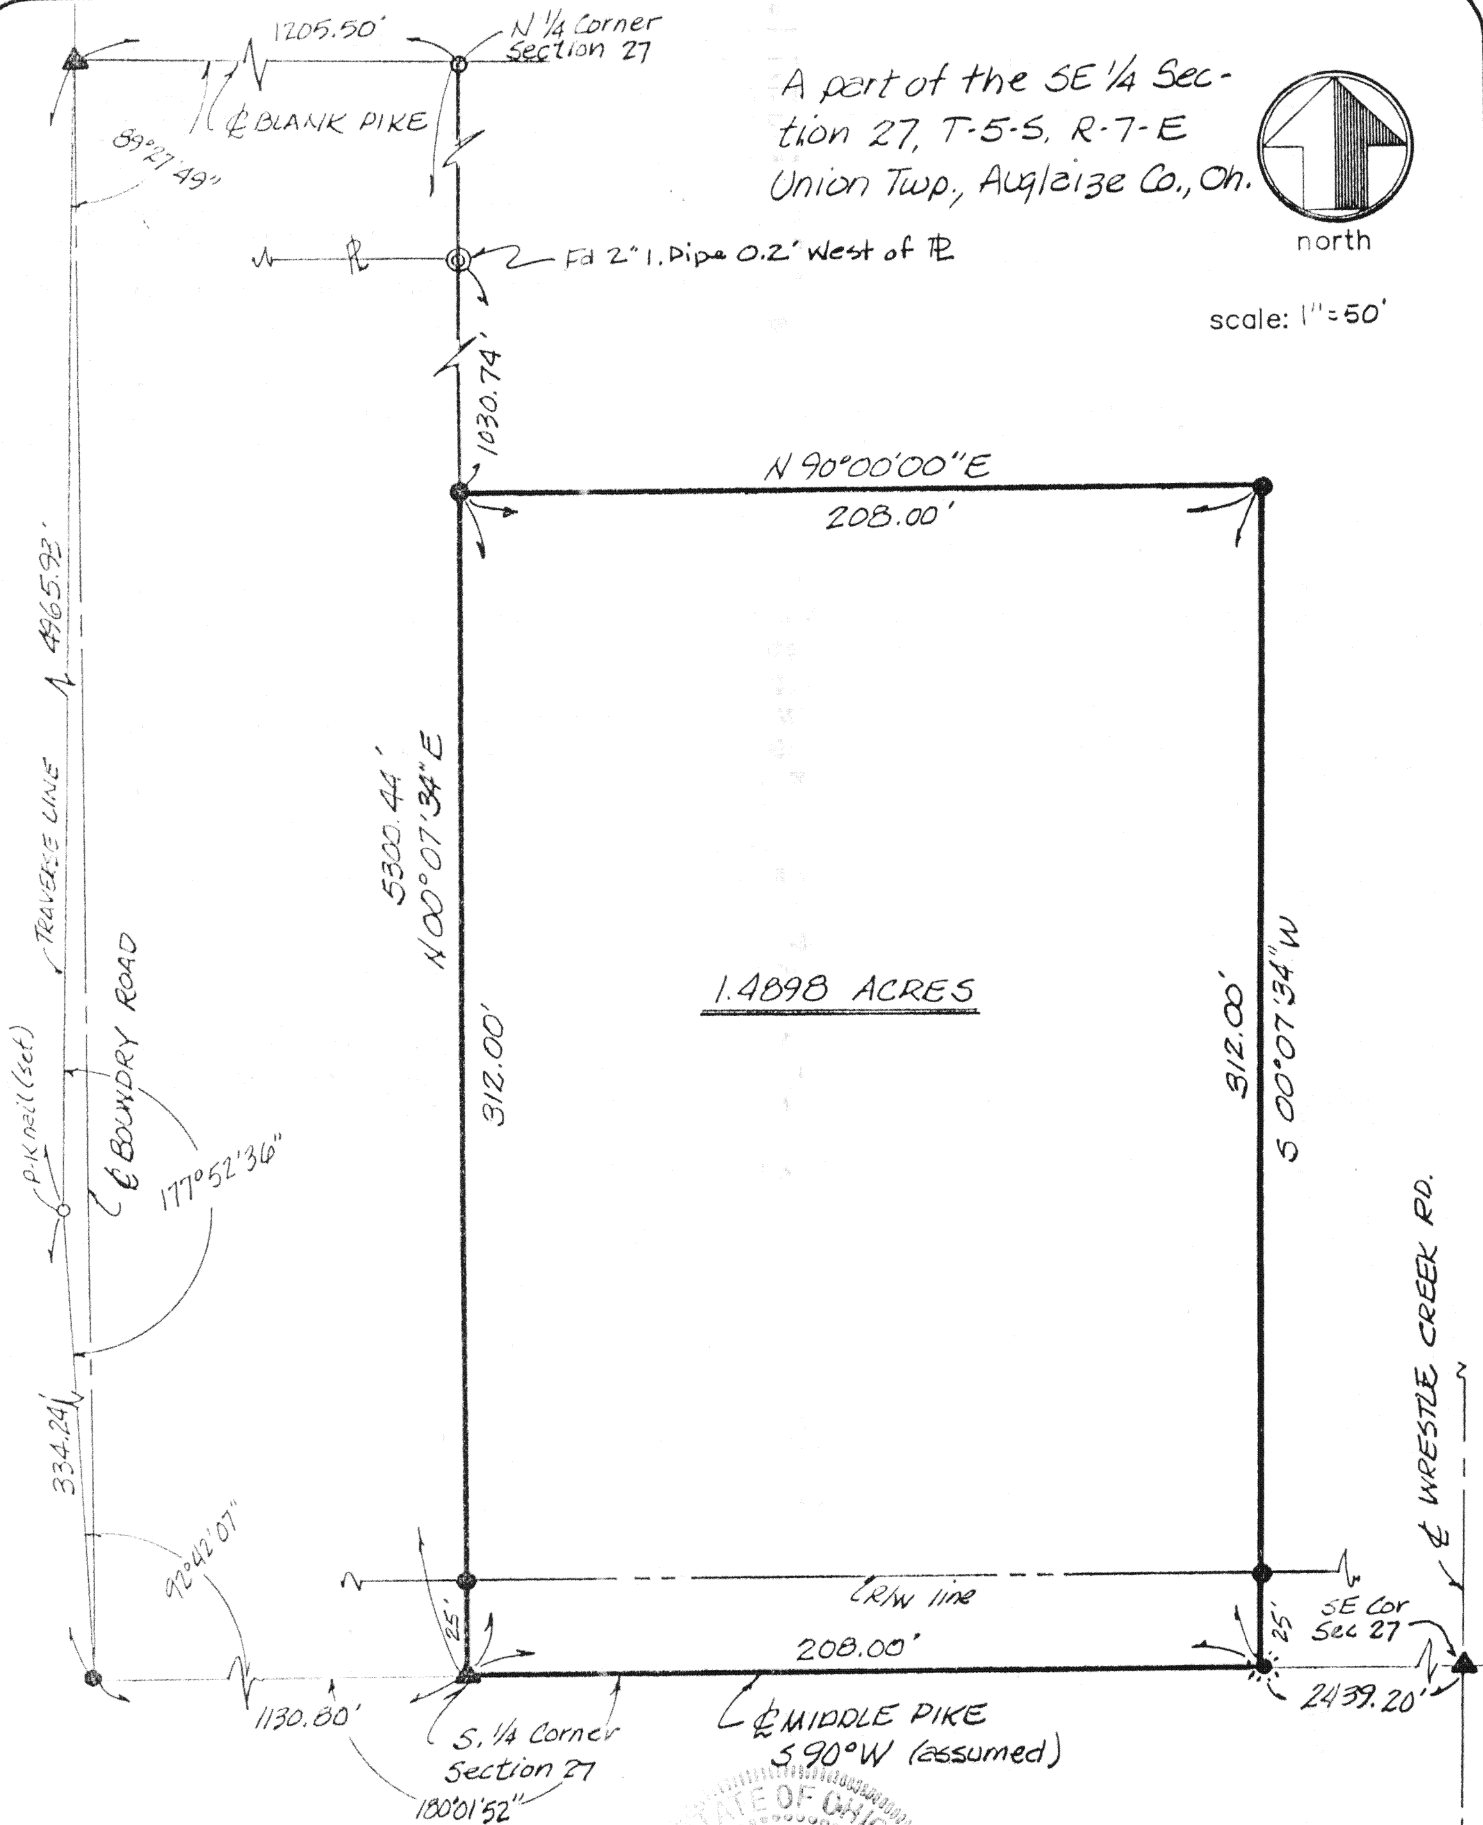 1205.50'
N 1/4 Corner
Section 27
℄ BLANK PIKE
89°27'49"
A part of the SE 1/4 Sec-
tion 27, T-5-S, R-7-E
Union Twp., Auglaize Co., Oh.
north
scale: 1"=50'
℄
Fd 2" I. Pipe 0.2' West of ℄
1030.74'
N 90°00'00" E
208.00'
4965.93'
TRAVERSE LINE
5300.44'
N 00°07'34" E
312.00'
1.4898 ACRES
312.00'
S 00°07'34" W
P.K nail (set)
℄ BOUNDRY ROAD
177°52'36"
334.24'
92°42'07"
℄ WRESTLE CREEK RD.
R/W line
25'
25'
208.00'
SE Cor
Sec 27
1130.80'
2439.20'
S. 1/4 Corner
Section 27
180°01'52"
℄ MIDDLE PIKE
S 90° W (assumed)
STATE OF OHIO